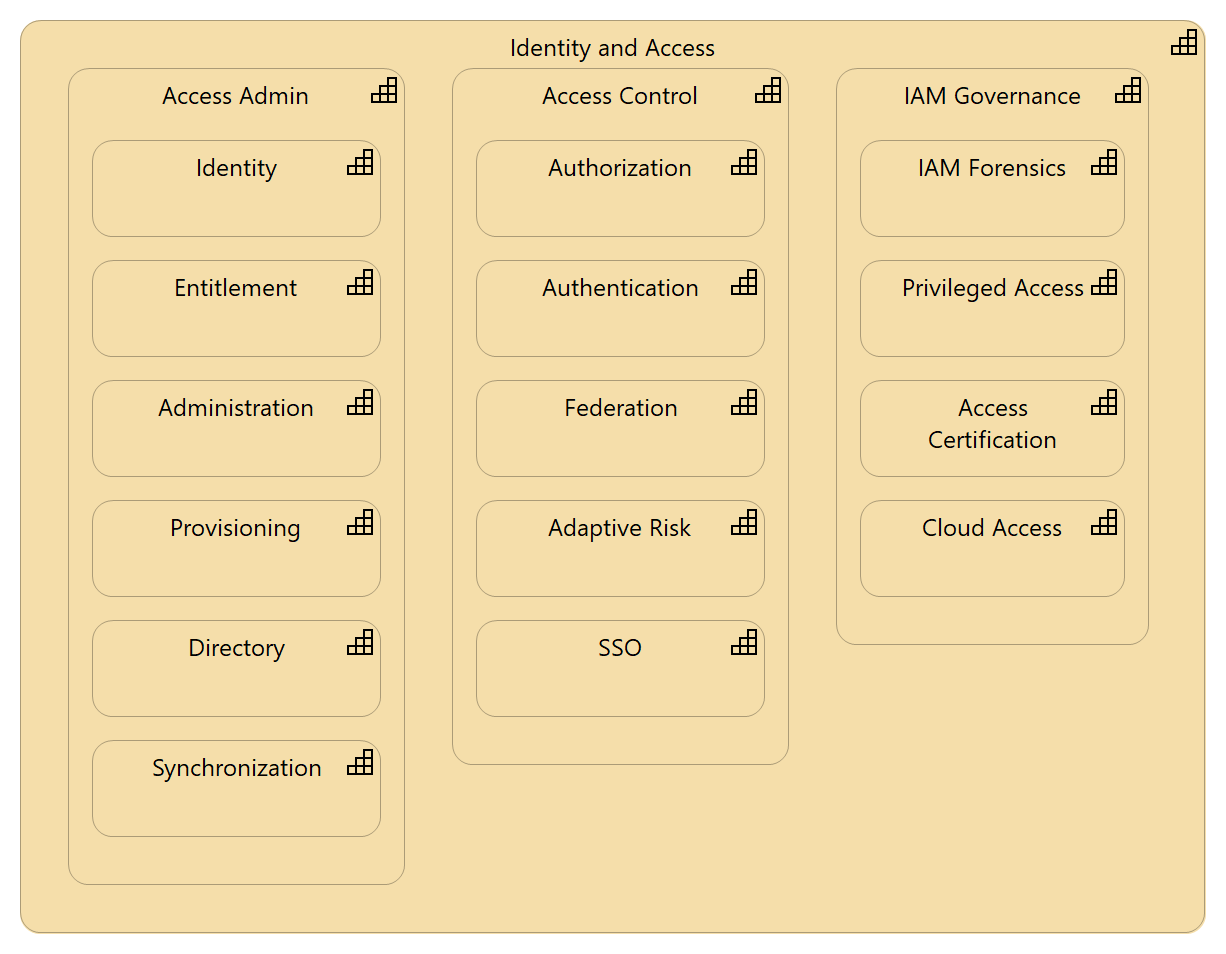 Identity and Access
Access Admin
Identity
Entitlement
Administration
Provisioning
Directory
Synchronization
Access Control
Authorization
Authentication
Federation
Adaptive Risk
SSO
IAM Governance
IAM Forensics
Privileged Access
Access
Certification
Cloud Access